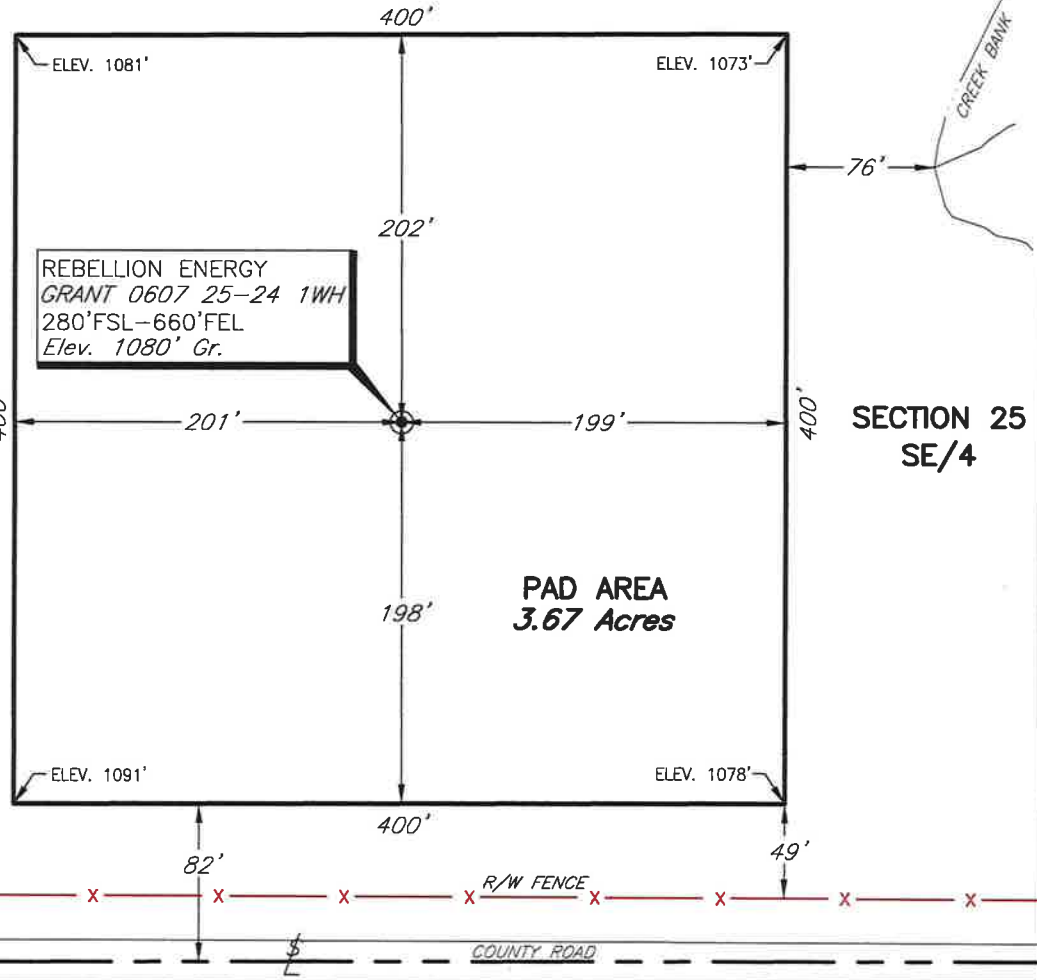 400'
ELEV. 1081'
ELEV. 1073'
CREEK BANK
76'
202'
REBELLION ENERGY
GRANT 0607 25-24 1WH
280'FSL-660'FEL
Elev. 1080' Gr.
201'
199'
400'
SECTION 25
SE/4
PAD AREA
3.67 Acres
198'
ELEV. 1091'
ELEV. 1078'
400'
82'
49'
R/W FENCE
X X X X X X X X
COUNTY ROAD